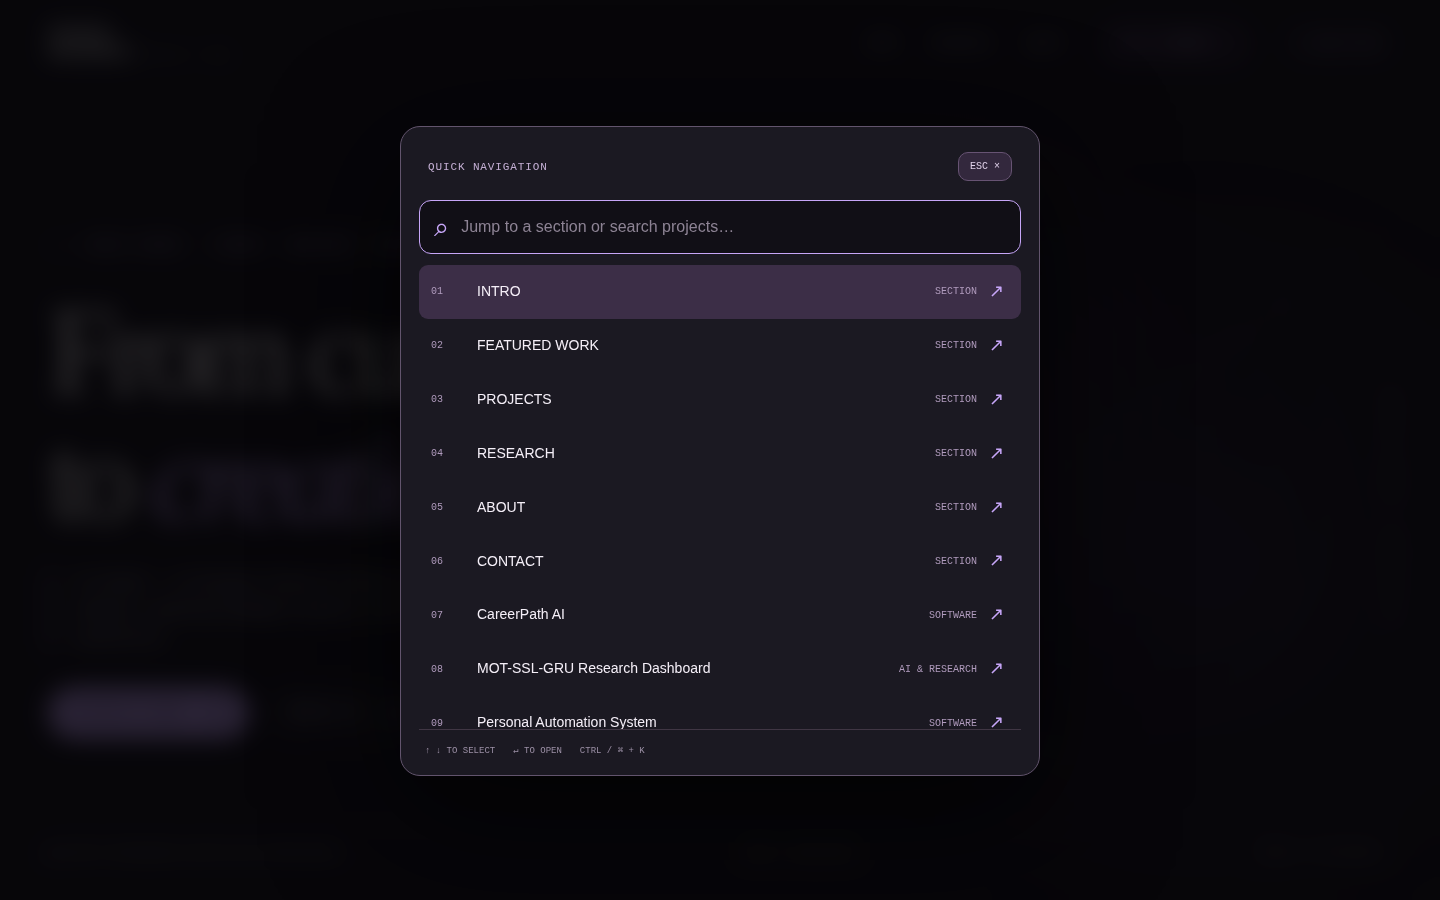 QUICK NAVIGATION
ESC ×
Jump to a section or search projects…
01 INTRO SECTION ↗
02 FEATURED WORK SECTION ↗
03 PROJECTS SECTION ↗
04 RESEARCH SECTION ↗
05 ABOUT SECTION ↗
06 CONTACT SECTION ↗
07 CareerPath AI SOFTWARE ↗
08 MOT-SSL-GRU Research Dashboard AI & RESEARCH ↗
09 Personal Automation System SOFTWARE ↗
↑ ↓ TO SELECT ↵ TO OPEN CTRL / ⌘ + K
From
to